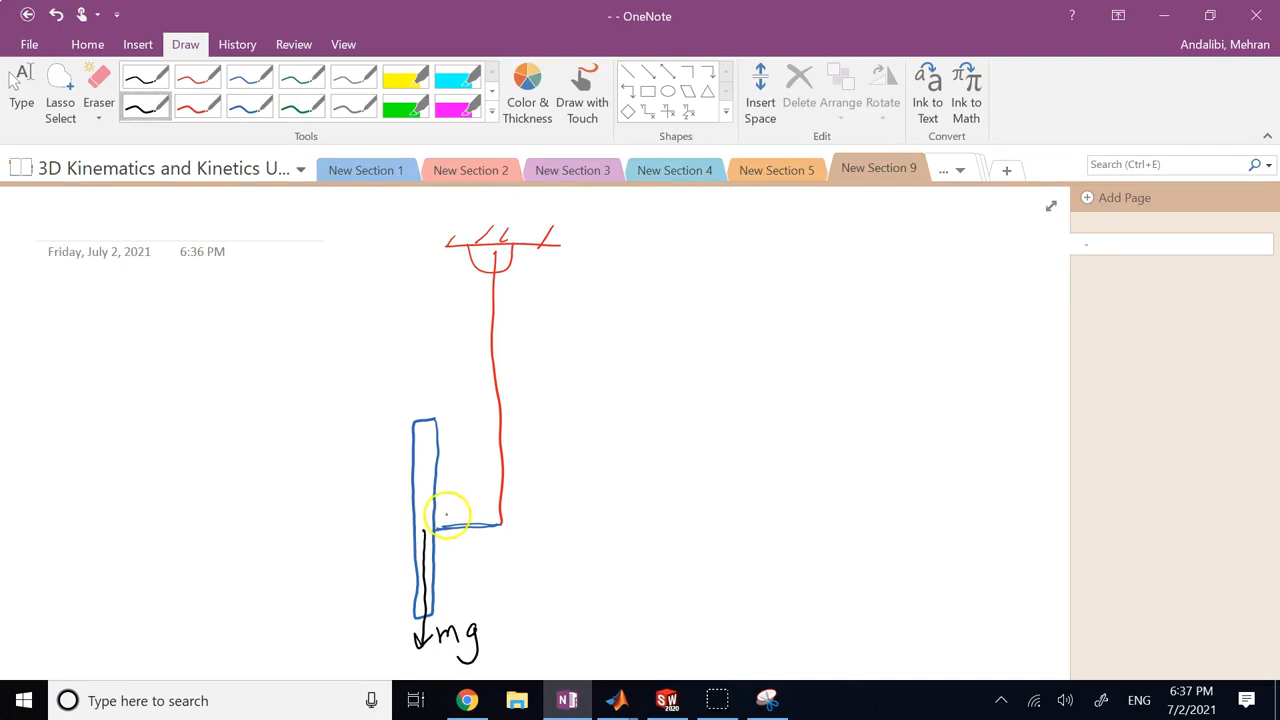 - - OneNote
?
File
Home
Insert
Draw
History
Review
View
Andalibi, Mehran
Type
Lasso Select
Eraser
Color & Thickness
Draw with Touch
Insert Space
Delete
Arrange
Rotate
Ink to Text
Ink to Math
Tools
Shapes
Edit
Convert
3D Kinematics and Kinetics U...
New Section 1
New Section 2
New Section 3
New Section 4
New Section 5
New Section 9
...
Search (Ctrl+E)
Add Page
-
Friday, July 2, 2021
6:36 PM
mg
Type here to search
ENG
6:37 PM
7/2/2021